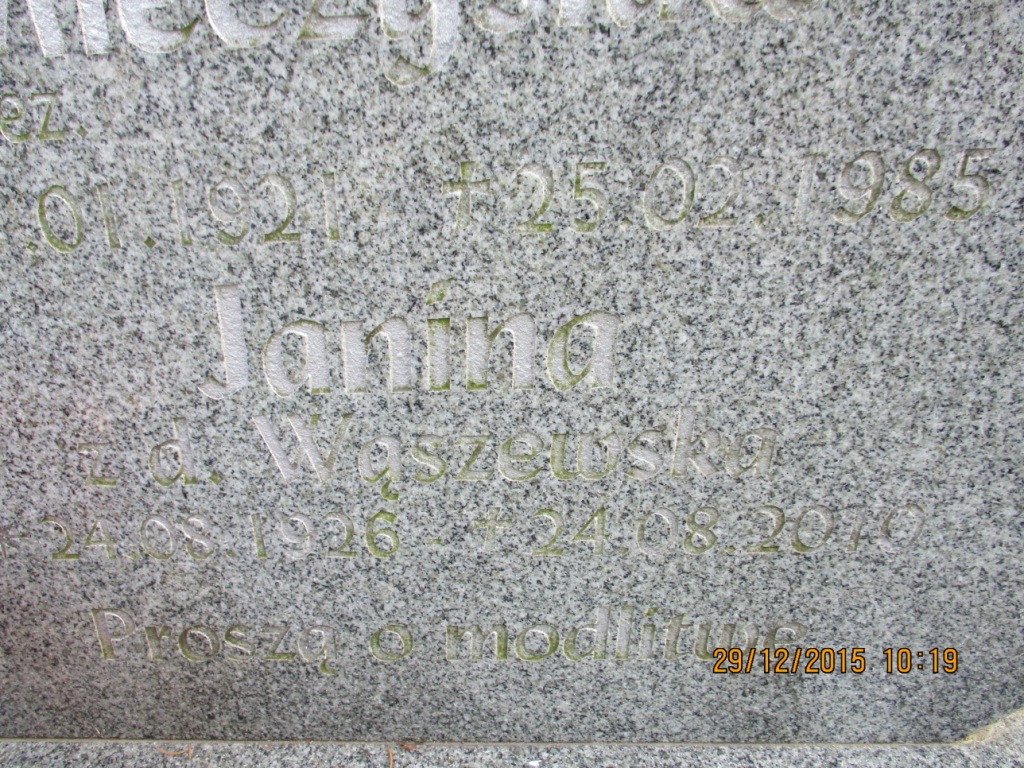 ez.
.01.1921 - † 25.02.1985
Janina
z d. Wąszewska
24.08.1926 - † 24.08.2010
Proszą o modlitwę
29/12/2015 10:19